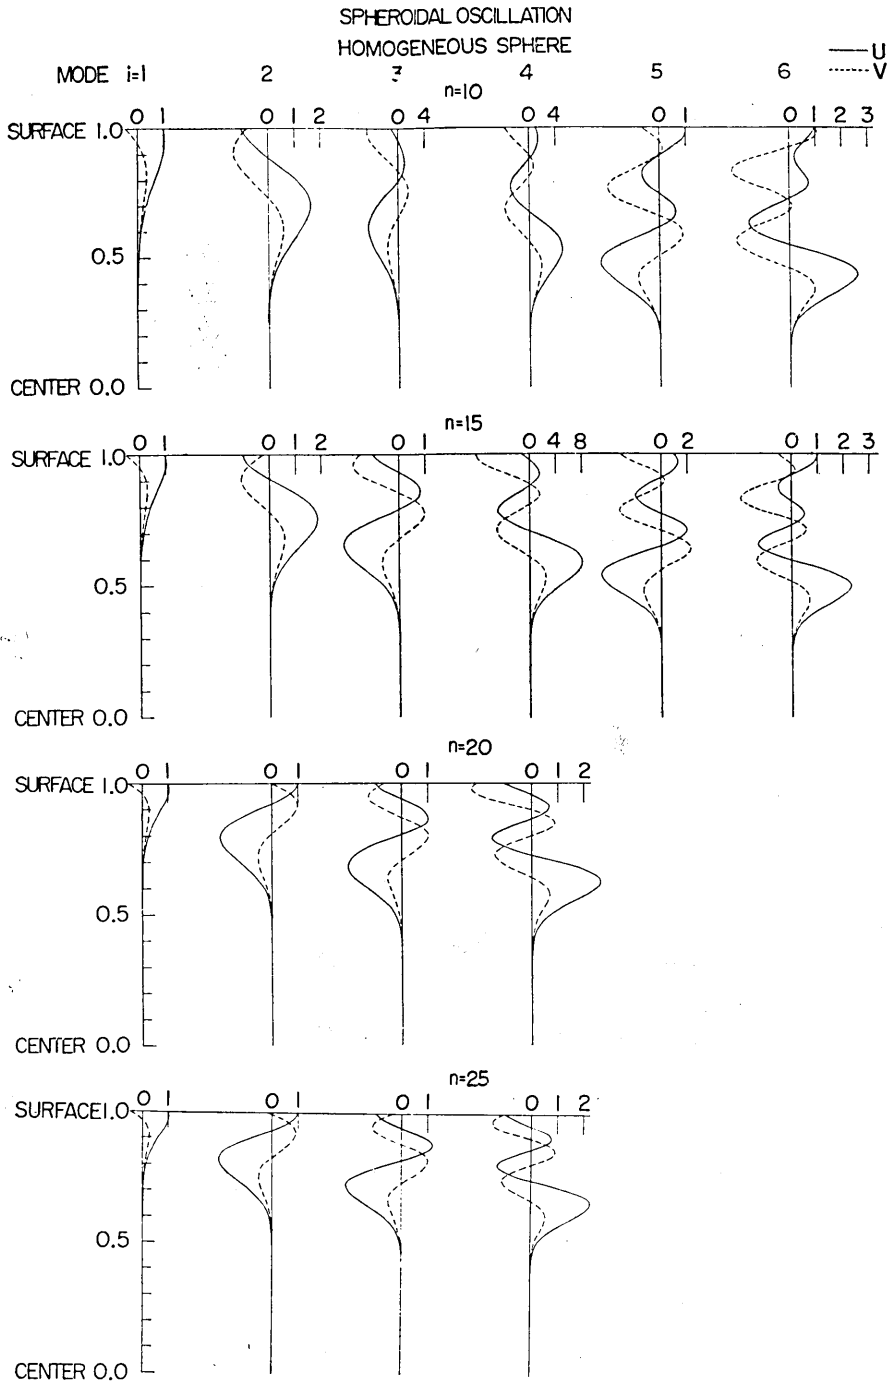 SPHEROIDAL OSCILLATION
HOMOGENEOUS SPHERE
U
V
MODE i=1 2 3 4 5 6
n=10
0 1 0 1 2 0 4 0 4 0 1 0 1 2 3
SURFACE 1.0
0.5
CENTER 0.0
n=15
0 1 0 1 2 0 1 0 4 8 0 2 0 1 2 3
SURFACE 1.0
0.5
CENTER 0.0
n=20
0 1 0 1 0 1 0 1 2
SURFACE 1.0
0.5
CENTER 0.0
n=25
0 1 0 1 0 1 0 1 2
SURFACE 1.0
0.5
CENTER 0.0